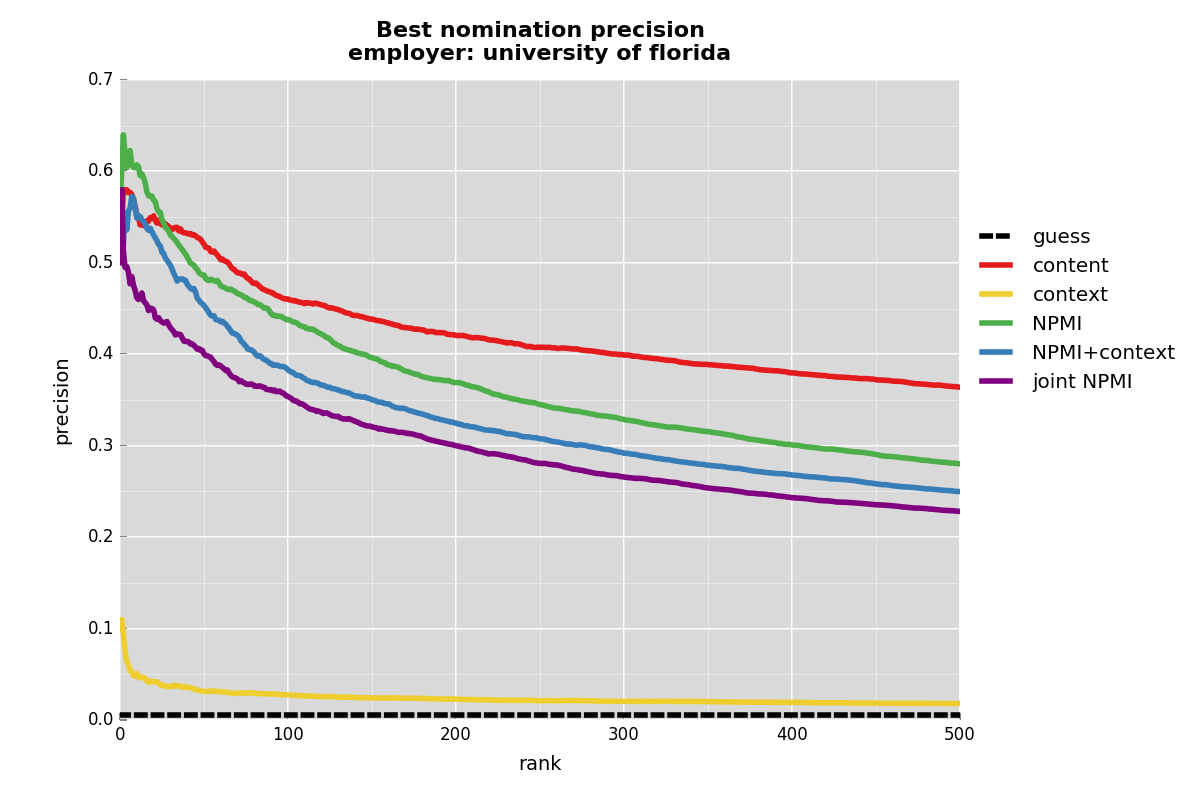 Best nomination precision
employer: university of florida
precision
0.7
0.6
0.5
0.4
0.3
0.2
0.1
0.0
0
100
200
300
400
500
rank
guess
content
context
NPMI
NPMI+context
joint NPMI